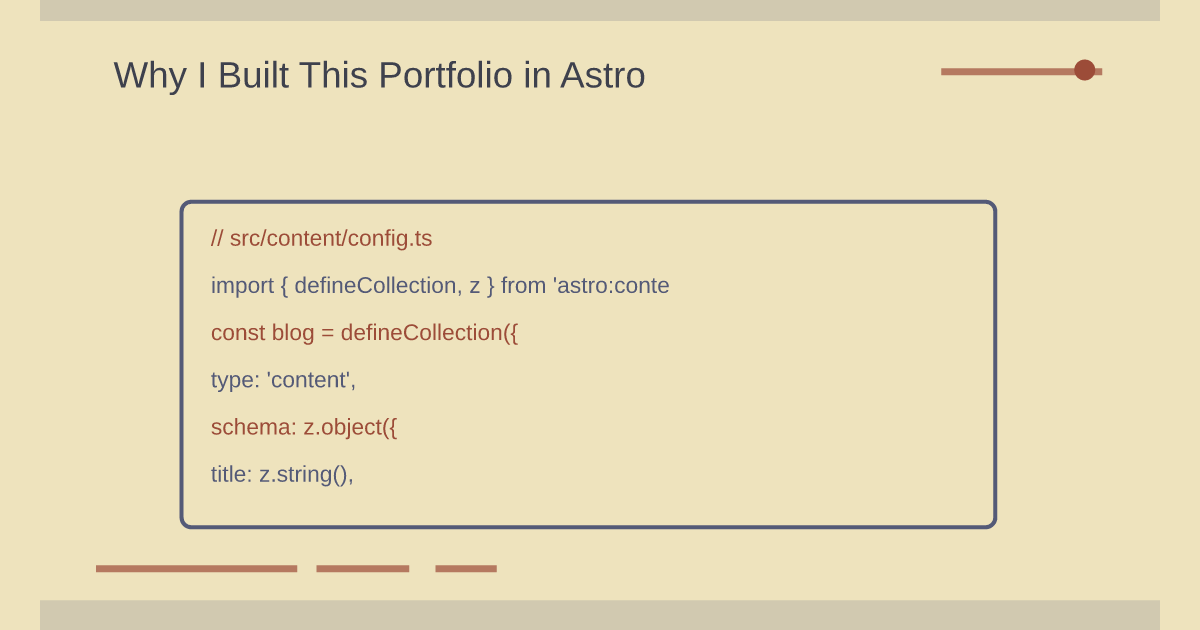 Why I Built This Portfolio in Astro
// src/content/config.ts
import { defineCollection, z } from 'astro:conte
const blog = defineCollection({
type: 'content',
schema: z.object({
title: z.string(),